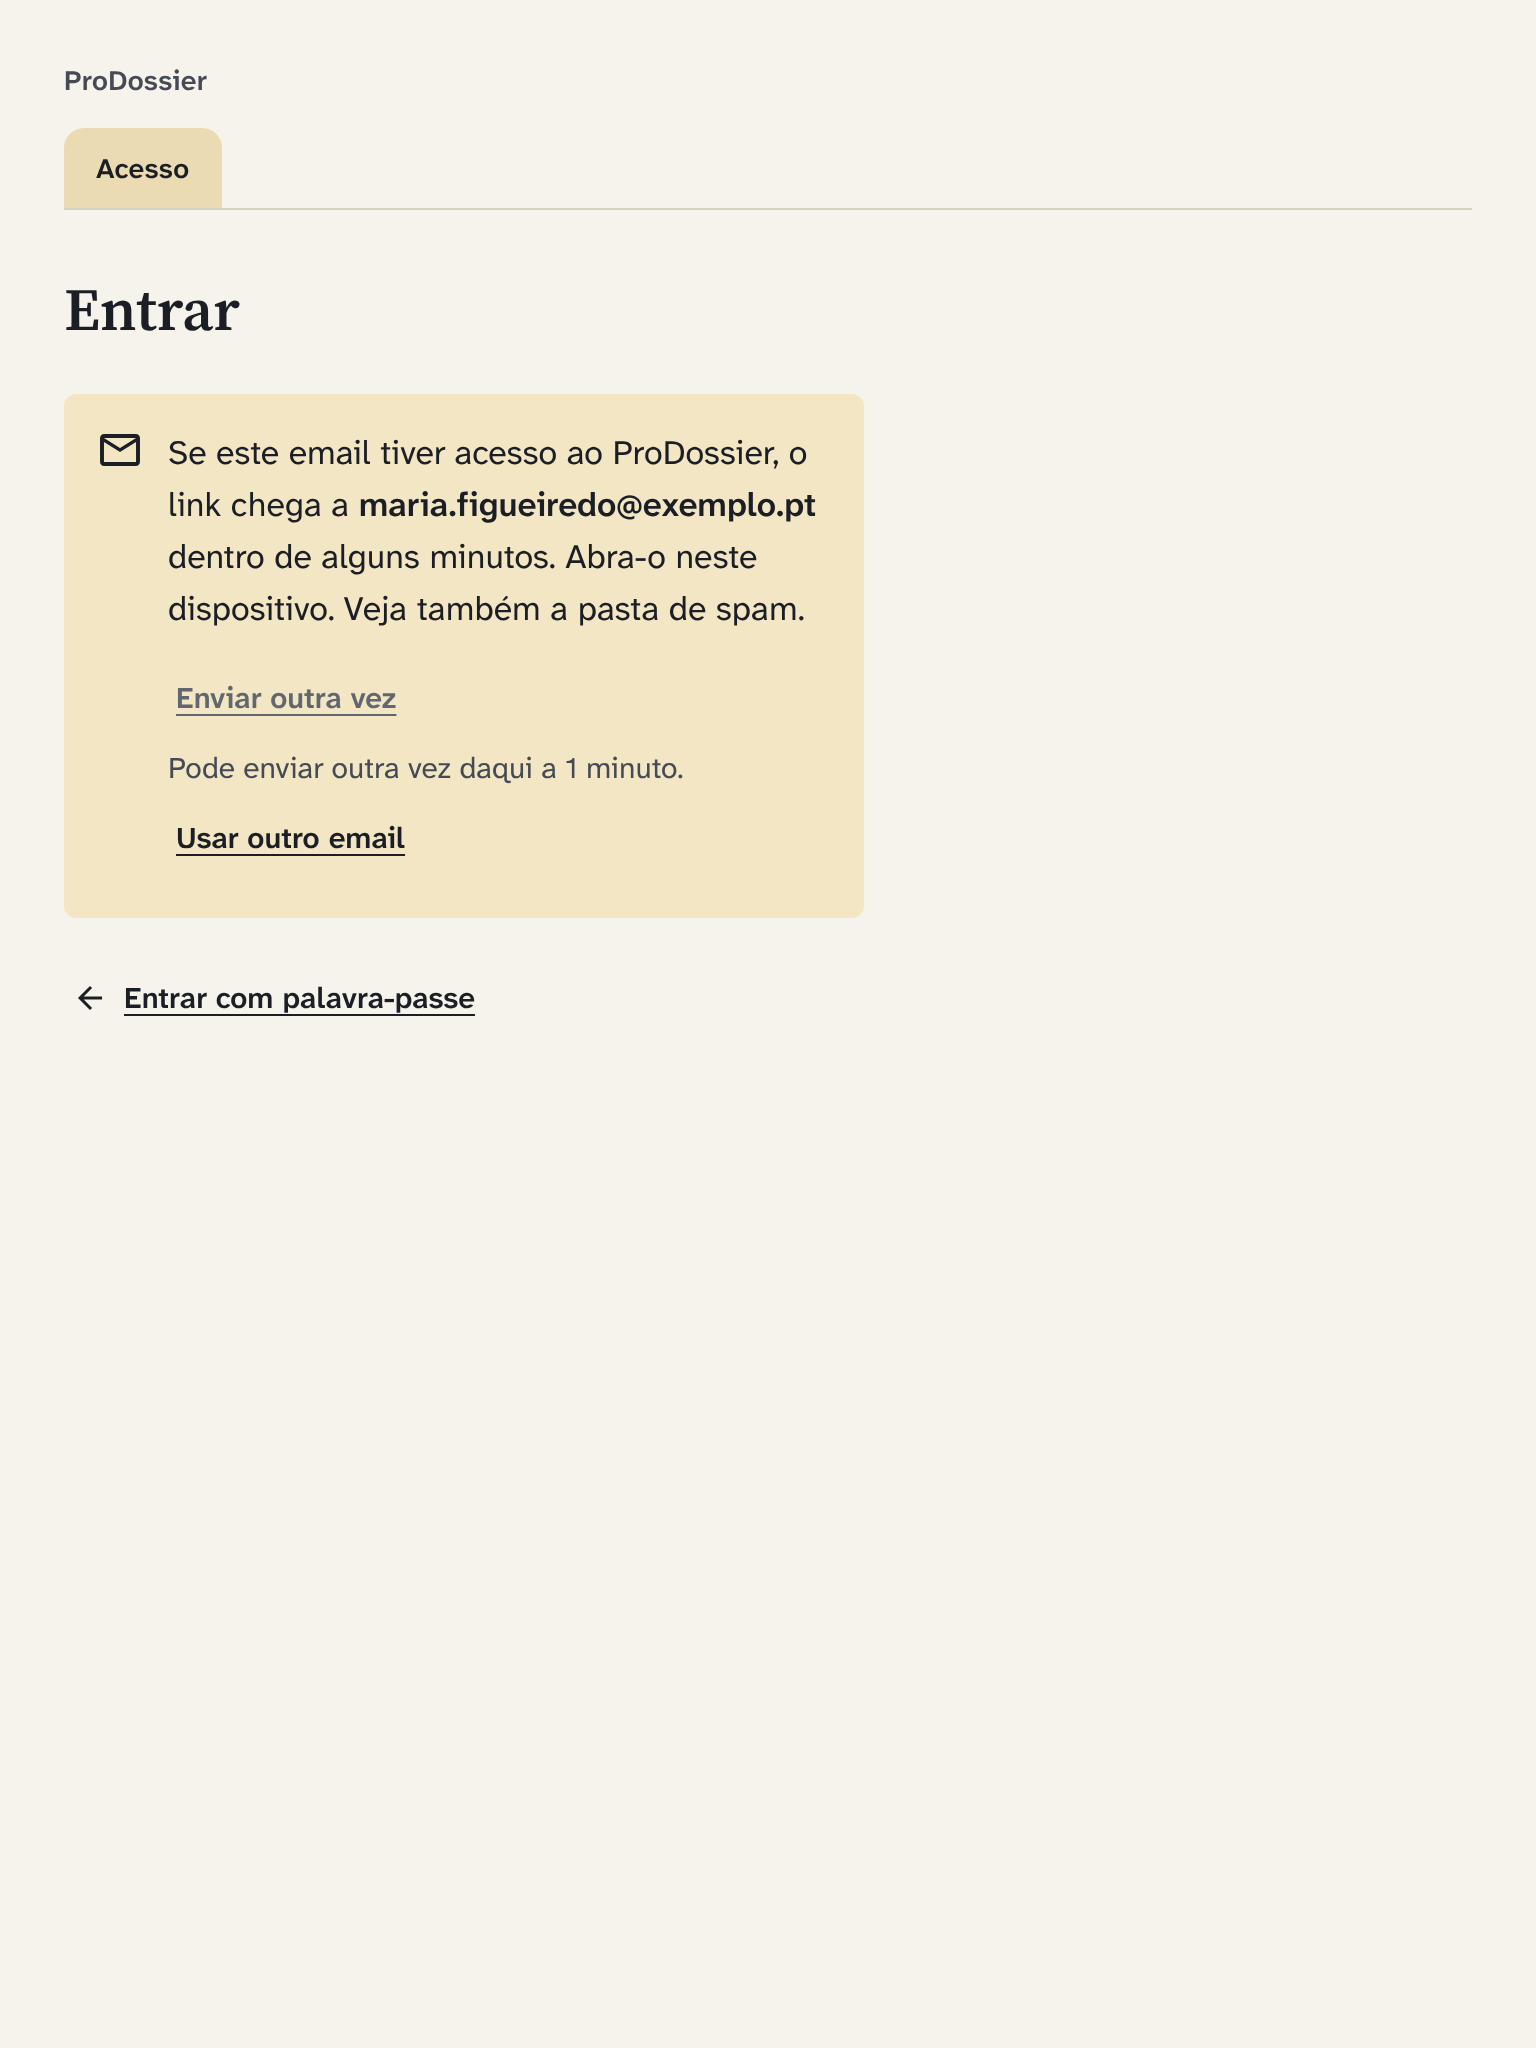 ProDossier
Acesso
Entrar
Se este email tiver acesso ao ProDossier, o
link chega a maria.figueiredo@exemplo.pt
dentro de alguns minutos. Abra-o neste
dispositivo. Veja também a pasta de spam.
Enviar outra vez
Pode enviar outra vez daqui a 1 minuto.
Usar outro email
Entrar com palavra-passe